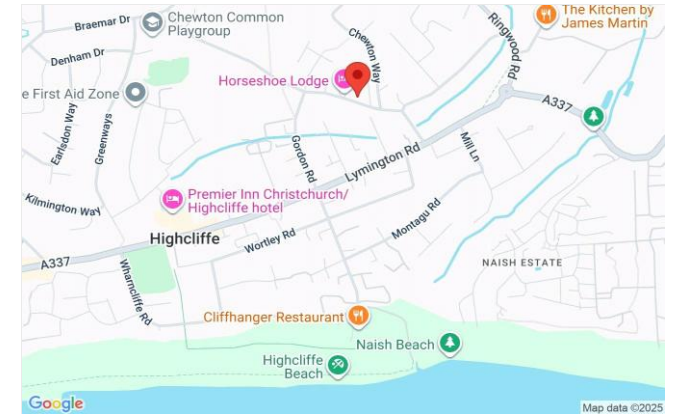 Braemar Dr
Chewton Common
Playgroup
The Kitchen by
James Martin
Denham Dr
Ringwood Rd
Chewton Way
Horseshoe Lodge
e First Aid Zone
A337
Earlsdon Way
Greenways
Gordon Rd
Lymington Rd
Mill Ln
Kilmington Way
Premier Inn Christchurch/
Highcliffe hotel
Highcliffe
Wortley Rd
Montagu Rd
A337
NAISH ESTATE
Wharncliffe Rd
Cliffhanger Restaurant
Naish Beach
Highcliffe
Beach
Google
Map data ©2025